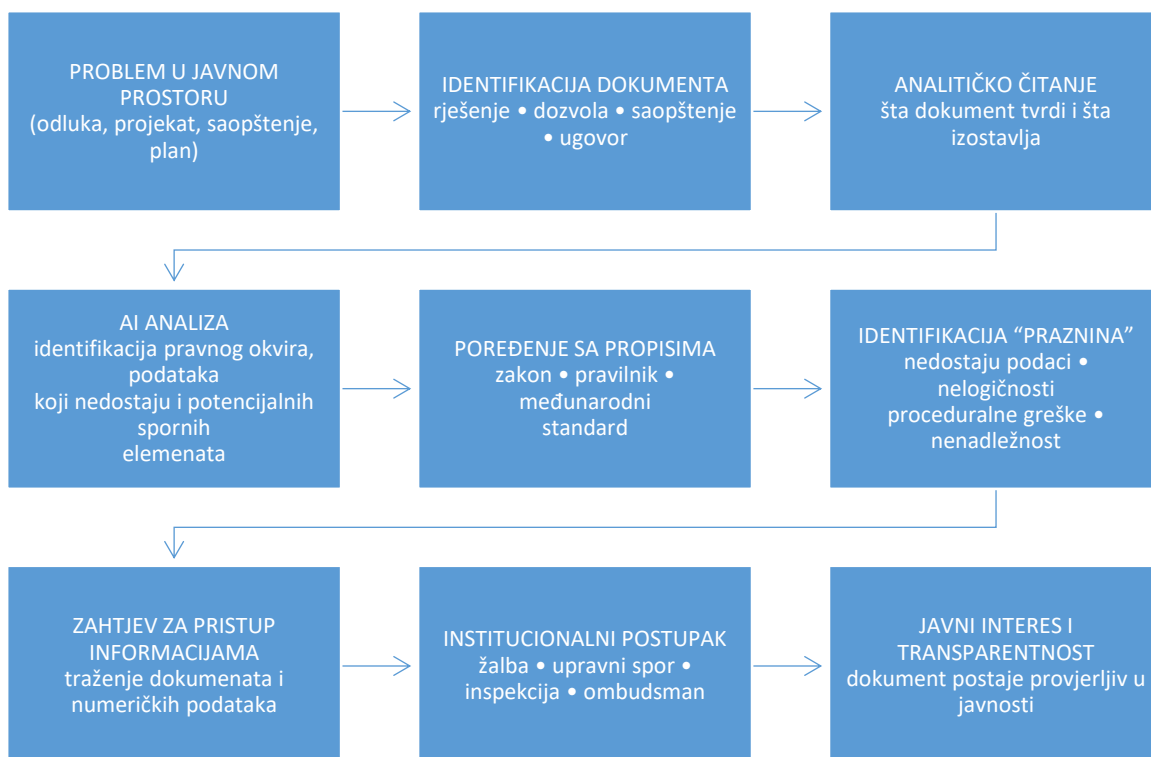 PROBLEM U JAVNOM
PROSTORU
(odluka, projekat, saopštenje,
plan)
IDENTIFIKACIJA DOKUMENTA
rješenje • dozvola • saopštenje
• ugovor
ANALITIČKO ČITANJE
šta dokument tvrdi i šta
izostavlja
AI ANALIZA
identifikacija pravnog okvira,
podataka
koji nedostaju i potencijalnih
spornih
elemenata
POREĐENJE SA PROPISIMA
zakon • pravilnik •
međunarodni
standard
IDENTIFIKACIJA “PRAZNINA”
nedostaju podaci •
nelogičnosti
proceduralne greške •
nenadležnost
ZAHTJEV ZA PRISTUP
INFORMACIJAMA
traženje dokumenata i
numeričkih podataka
INSTITUCIONALNI POSTUPAK
žalba • upravni spor •
inspekcija • ombudsman
JAVNI INTERES I
TRANSPARENTNOST
dokument postaje provjerljiv u
javnosti